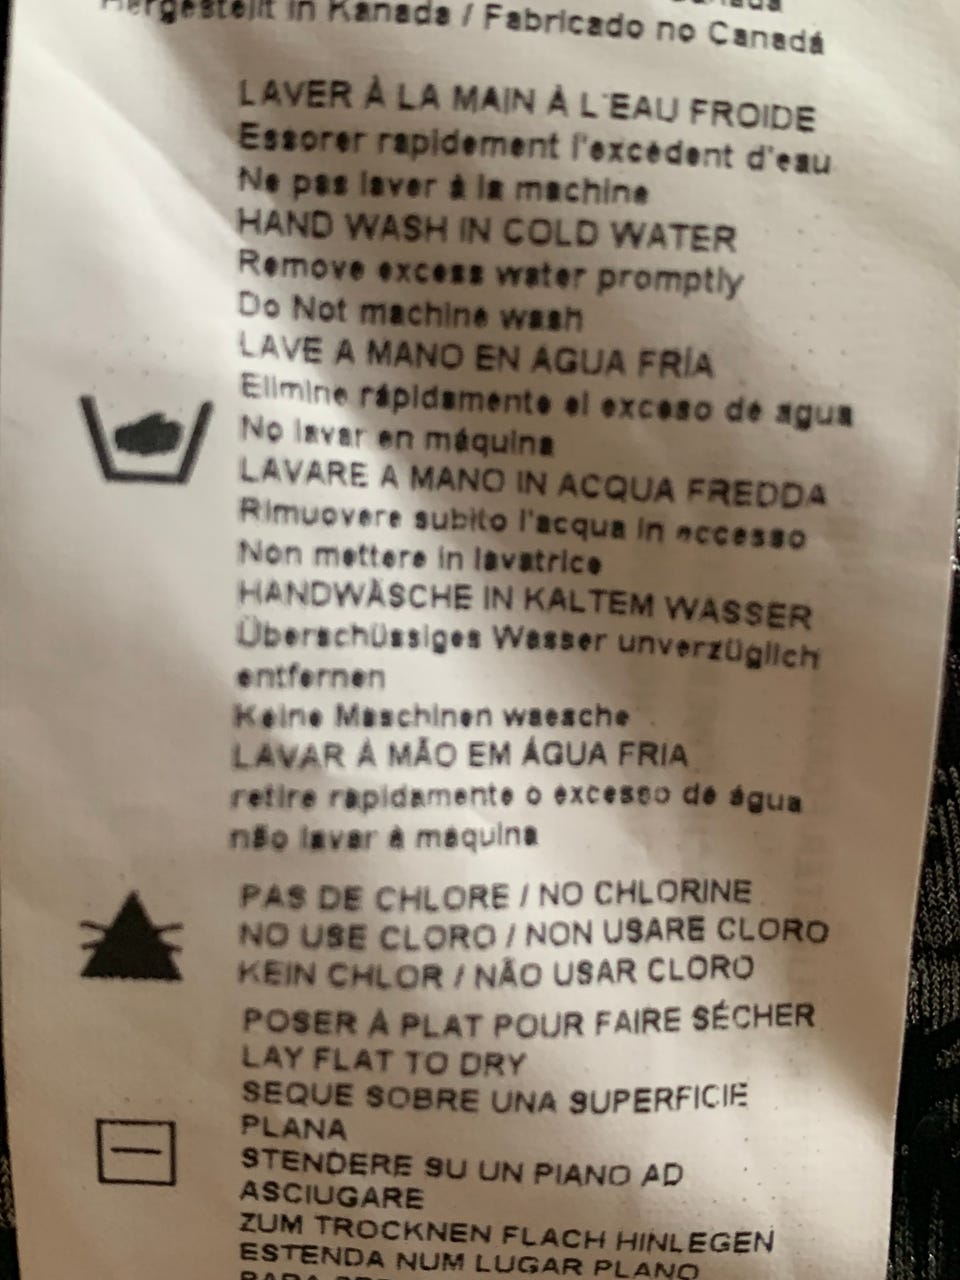 Hergestellt in Kanada / Fabricado no Canadá
LAVER À LA MAIN À L'EAU FROIDE
Essorer rapidement l'excédent d'eau
Ne pas laver à la machine
HAND WASH IN COLD WATER
Remove excess water promptly
Do Not machine wash
LAVE A MANO EN AGUA FRÍA
Elimine rápidamente el exceso de agua
No lavar en máquina
LAVARE A MANO IN ACQUA FREDDA
Rimuovere subito l'acqua in eccesso
Non mettere in lavatrice
HANDWÄSCHE IN KALTEM WASSER
Überschüssiges Wasser unverzüglich
entfernen
Keine Maschinen waesche
LAVAR À MÃO EM ÁGUA FRIA
retire rapidamente o excesso de água
não lavar à máquina
PAS DE CHLORE / NO CHLORINE
NO USE CLORO / NON USARE CLORO
KEIN CHLOR / NÃO USAR CLORO
POSER À PLAT POUR FAIRE SÉCHER
LAY FLAT TO DRY
SEQUE SOBRE UNA SUPERFICIE
PLANA
STENDERE SU UN PIANO AD
ASCIUGARE
ZUM TROCKNEN FLACH HINLEGEN
ESTENDA NUM LUGAR PLANO